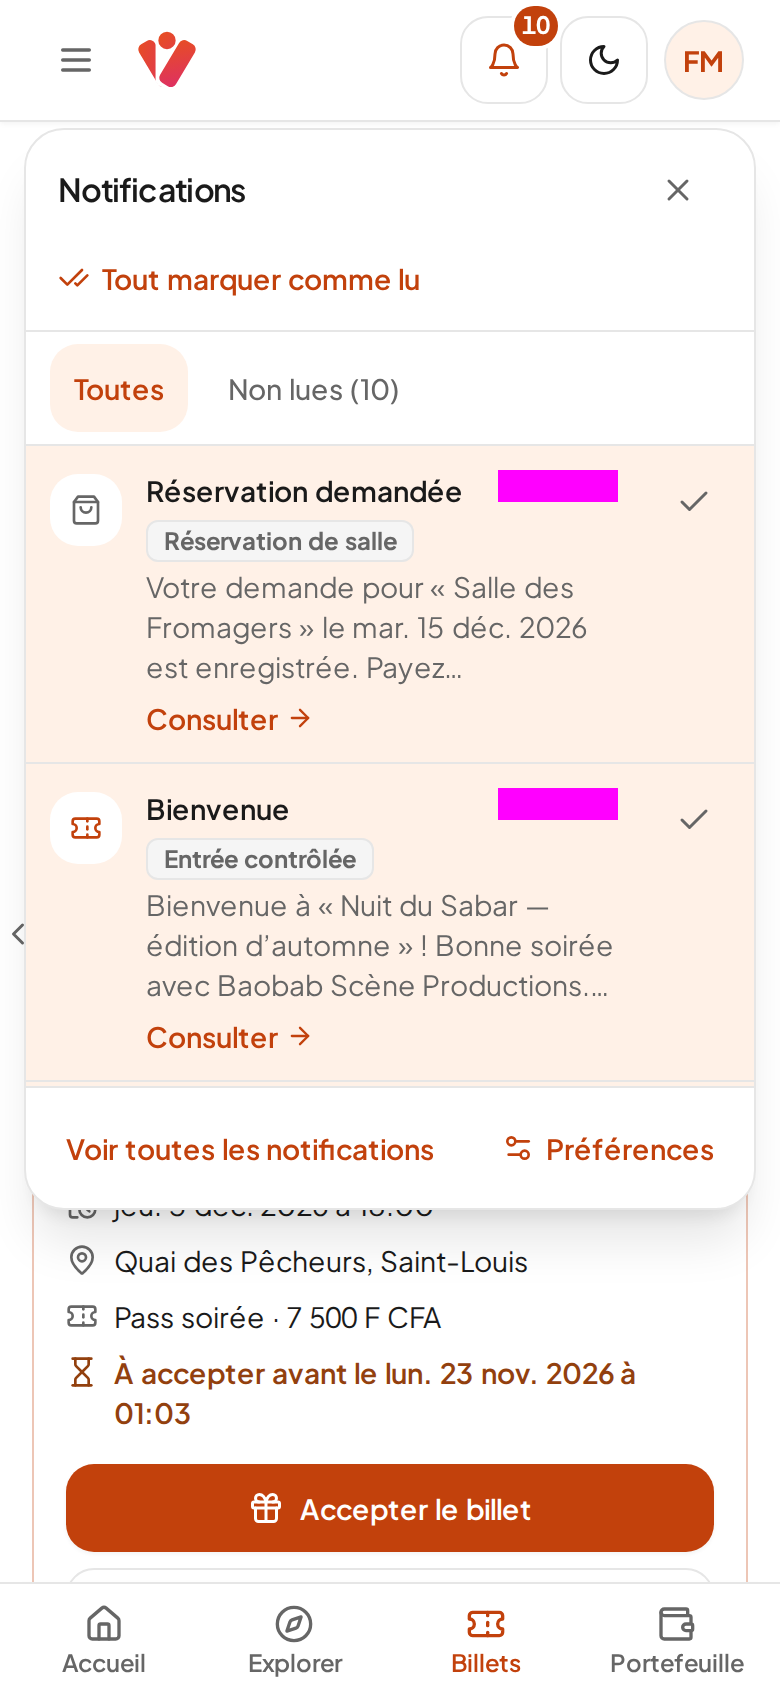 10
FM
Notifications
Tout marquer comme lu
Toutes
Non lues (10)
Réservation demandée
Réservation de salle
Votre demande pour « Salle des
Fromagers » le mar. 15 déc. 2026
est enregistrée. Payez…
Consulter
Bienvenue
Entrée contrôlée
Bienvenue à « Nuit du Sabar —
édition d’automne » ! Bonne soirée
avec Baobab Scène Productions.…
Consulter
Voir toutes les notifications
Préférences
Quai des Pêcheurs, Saint-Louis
Pass soirée · 7 500 F CFA
À accepter avant le lun. 23 nov. 2026 à
01:03
Accepter le billet
Accueil
Explorer
Billets
Portefeuille